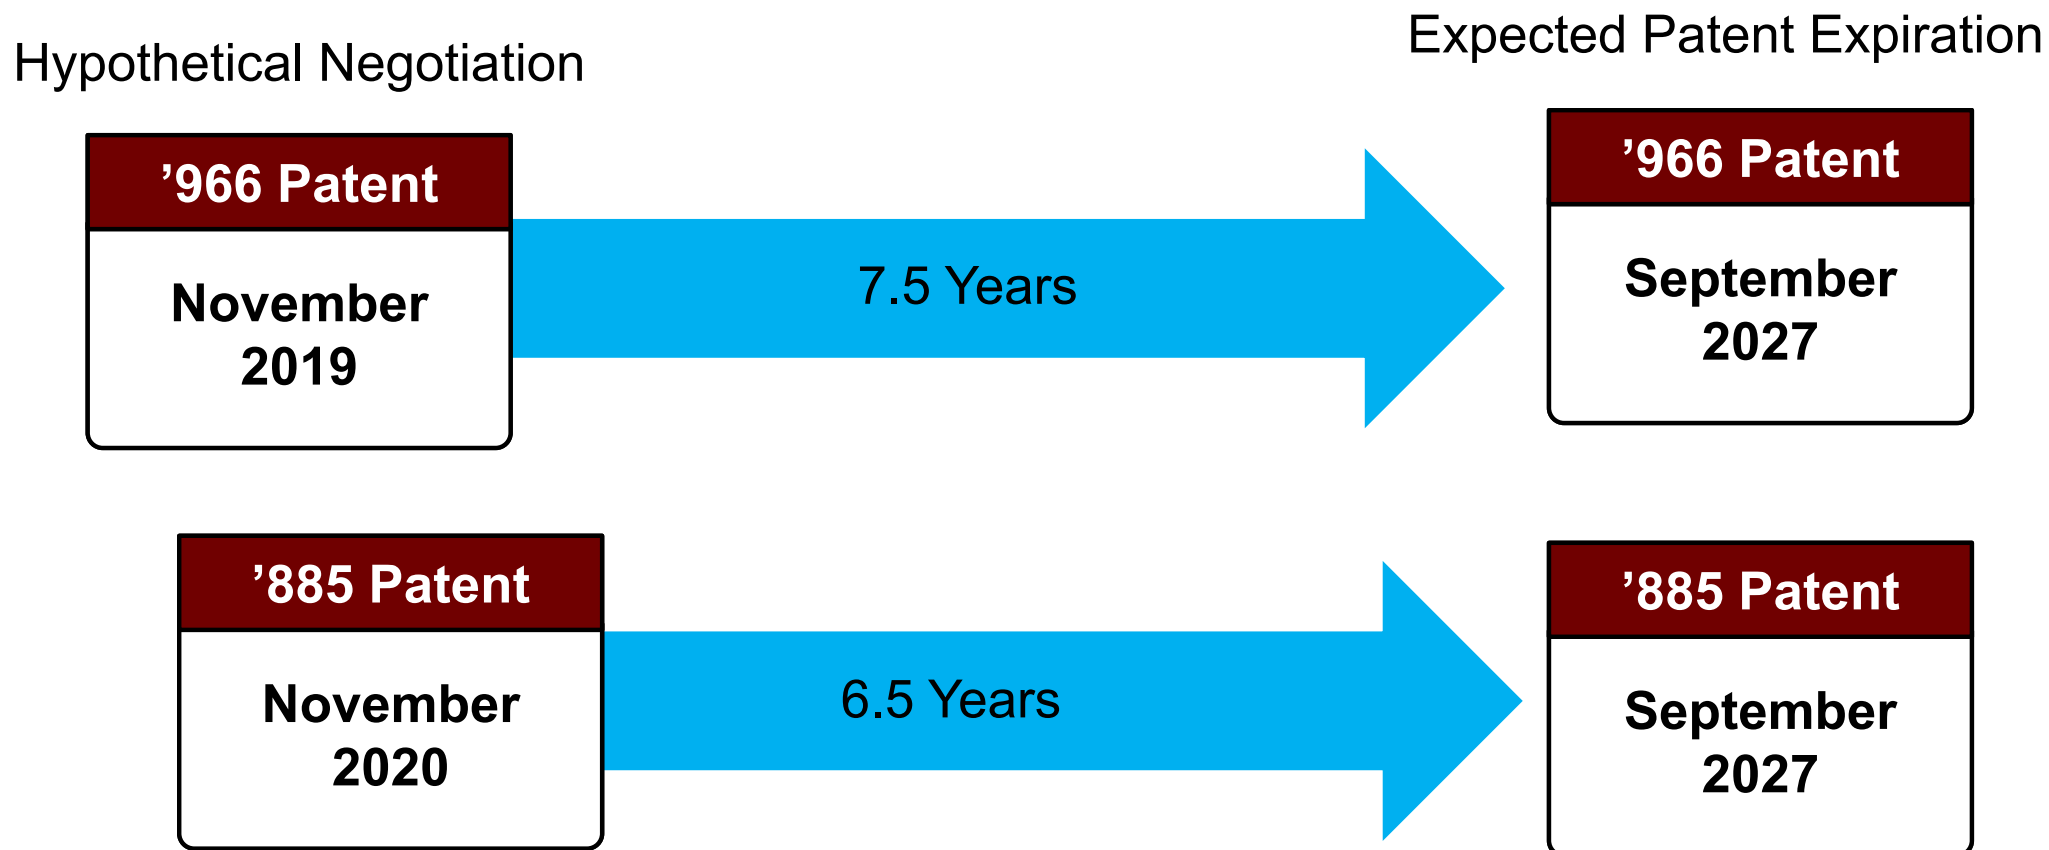 Hypothetical Negotiation
Expected Patent Expiration
’966 Patent
November
2019
7.5 Years
’966 Patent
September
2027
’885 Patent
November
2020
6.5 Years
’885 Patent
September
2027